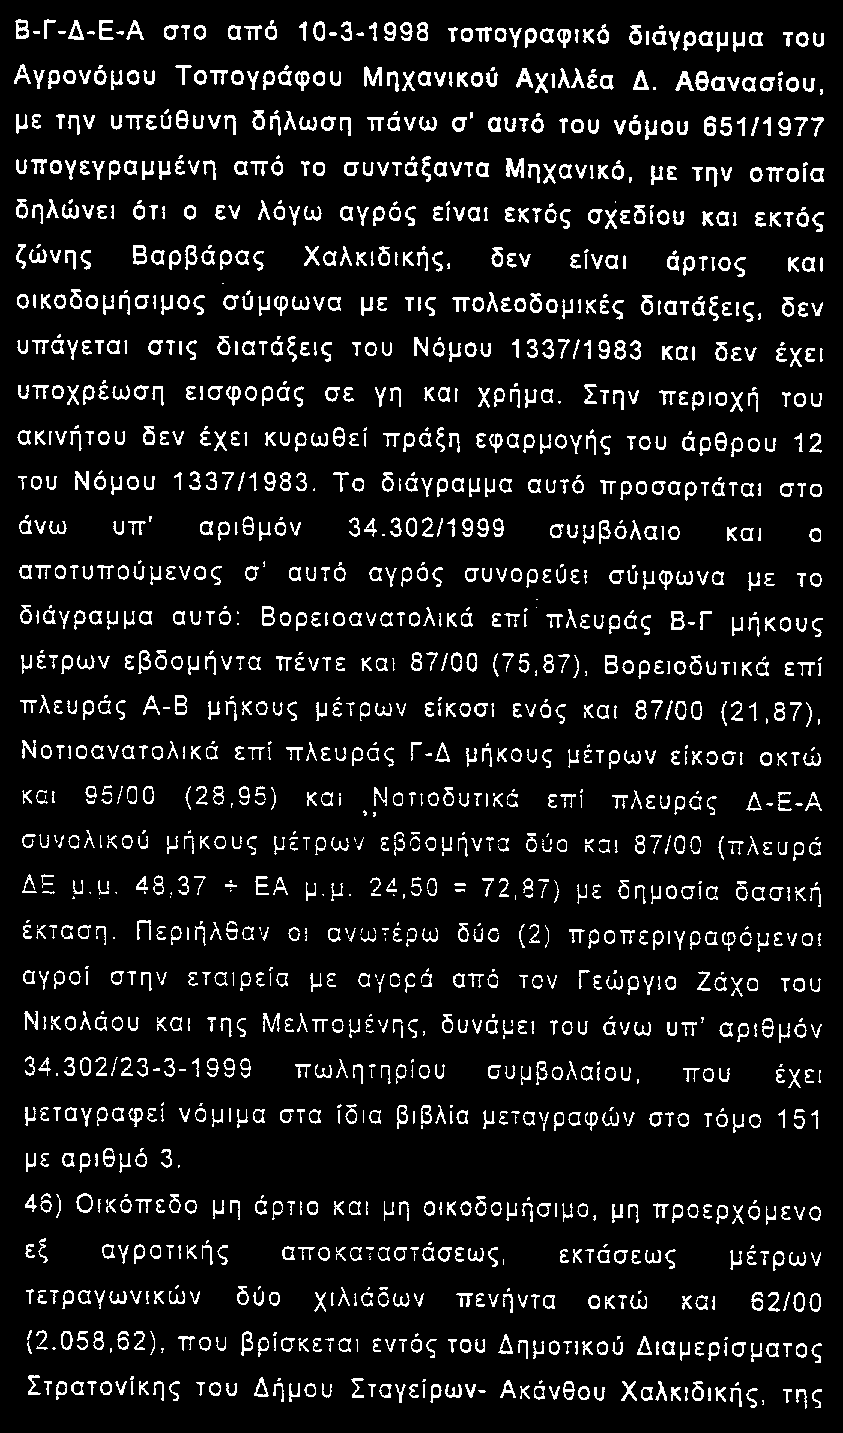 Β-Γ-Δ-Ε-Α στο από 10-3-1998 τοπογραφικό διάγραμμα του
Αγρονόμου Τοπογράφου Μηχανικού Αχιλλέα Δ. Αθανασίου,
με την υπεύθυνη δήλωση πάνω σ' αυτό του νόμου 651/1977
υπογεγραμμένη από το συντάξαντα Μηχανικό, με την οποία
δηλώνει ότι ο εν λόγω αγρός είναι εκτός σχεδίου και εκτός
ζώνης Βαρβάρας Χαλκιδικής, δεν είναι άρτιος και
οικοδομήσιμος σύμφωνα με τις πολεοδομικές διατάξεις, δεν
υπάγεται στις διατάξεις του Νόμου 1337/1983 και δεν έχει
υποχρέωση εισφοράς σε γη και χρήμα. Στην περιοχή του
ακινήτου δεν έχει κυρωθεί πράξη εφαρμογής του άρθρου 12
του Νόμου 1337/1983. Το διάγραμμα αυτό προσαρτάται στο
άνω υπ' αριθμόν 34.302/1999 συμβόλαιο και ο
αποτυπούμενος σ' αυτό αγρός συνορεύει σύμφωνα με το
διάγραμμα αυτό: Βορειοανατολικά επί πλευράς Β-Γ μήκους
μέτρων εβδομήντα πέντε και 87/00 (75,87), Βορειοδυτικά επί
πλευράς Α-Β μήκους μέτρων είκοσι ενός και 87/00 (21,87),
Νοτιοανατολικά επί πλευράς Γ-Δ μήκους μέτρων είκοσι οκτώ
και 95/00 (28,95) και Νοτιοδυτικά επί πλευράς Δ-Ε-Α
συνολικού μήκους μέτρων εβδομήντα δύο και 87/00 (πλευρά
ΔΕ μ.μ. 48,37 + ΕΑ μ.μ. 24,50 = 72,87) με δημοσία δασική
έκταση. Περιήλθαν οι ανωτέρω δύο (2) προπεριγραφόμενοι
αγροί στην εταιρεία με αγορά από τον Γεώργιο Ζάχο του
Νικολάου και της Μελπομένης, δυνάμει του άνω υπ' αριθμόν
34.302/23-3-1999 πωλητηρίου συμβολαίου, που έχει
μεταγραφεί νόμιμα στα ίδια βιβλία μεταγραφών στο τόμο 151
με αριθμό 3.
46) Οικόπεδο μη άρτιο και μη οικοδομήσιμο, μη προερχόμενο
εξ αγροτικής αποκαταστάσεως, εκτάσεως μέτρων
τετραγωνικών δύο χιλιάδων πενήντα οκτώ και 62/00
(2.058,62), που βρίσκεται εντός του Δημοτικού Διαμερίσματος
Στρατονίκης του Δήμου Σταγείρων- Ακάνθου Χαλκιδικής, της